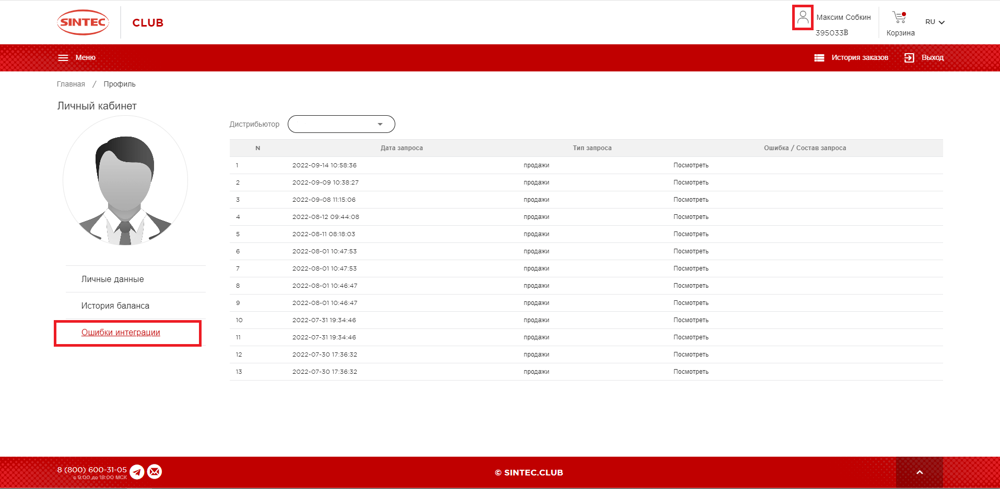 SINTEC
CLUB
Максим Собкин
395033₿
Корзина
RU
Меню
История заказов
Выход
Главная / Профиль
Личный кабинет
Личные данные
История баланса
Ошибки интеграции
Дистрибьютор
N Дата запроса Тип запроса Ошибка / Состав запроса
1 2022-09-14 10:58:36 продажи Посмотреть
2 2022-09-09 10:38:27 продажи Посмотреть
3 2022-09-08 11:15:06 продажи Посмотреть
4 2022-08-12 09:44:08 продажи Посмотреть
5 2022-08-11 08:18:03 продажи Посмотреть
6 2022-08-01 10:47:53 продажи Посмотреть
7 2022-08-01 10:47:53 продажи Посмотреть
8 2022-08-01 10:46:47 продажи Посмотреть
9 2022-08-01 10:46:47 продажи Посмотреть
10 2022-07-31 19:34:46 продажи Посмотреть
11 2022-07-31 19:34:46 продажи Посмотреть
12 2022-07-30 17:36:32 продажи Посмотреть
13 2022-07-30 17:36:32 продажи Посмотреть
8 (800) 600-31-05
с 9:00 до 18:00 МСК
© SINTEC.CLUB